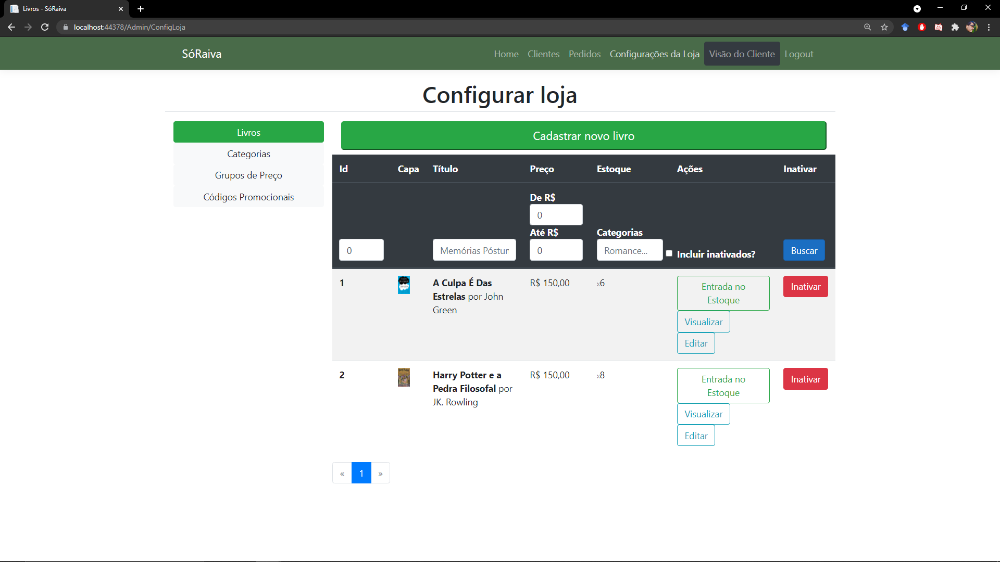 Livros - SóRaiva
localhost:44378/Admin/ConfigLoja
SóRaiva
Home
Clientes
Pedidos
Configurações da Loja
Visão do Cliente
Logout
Configurar loja
Livros
Categorias
Grupos de Preço
Códigos Promocionais
Cadastrar novo livro
Id
Capa
Título
Preço
Estoque
Ações
Inativar
De R$
0
Até R$
Categorias
0
Memórias Póstur
0
Romance...
Incluir inativados?
Buscar
1
A Culpa É Das
Estrelas por John
Green
R$ 150,00
x6
Entrada no
Estoque
Visualizar
Editar
Inativar
2
Harry Potter e a
Pedra Filosofal por
JK. Rowling
R$ 150,00
x8
Entrada no
Estoque
Visualizar
Editar
Inativar
«
1
»